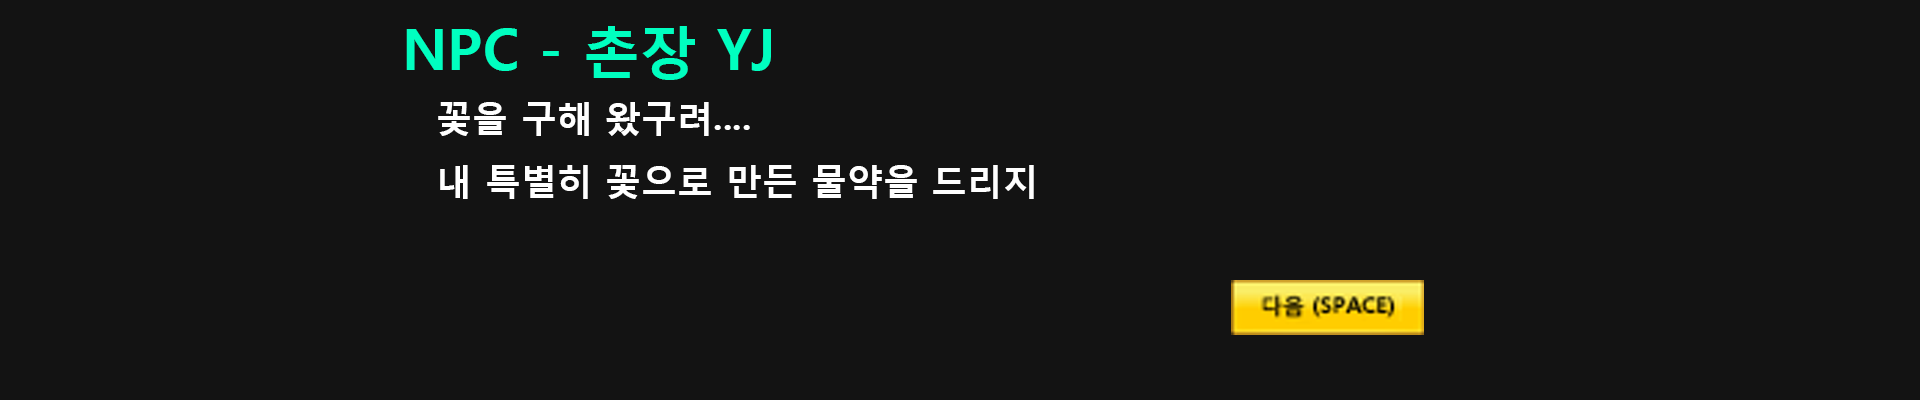 NPC - 촌장 YJ
꽃을 구해 왔구려....
내 특별히 꽃으로 만든 물약을 드리지
다음 (SPACE)